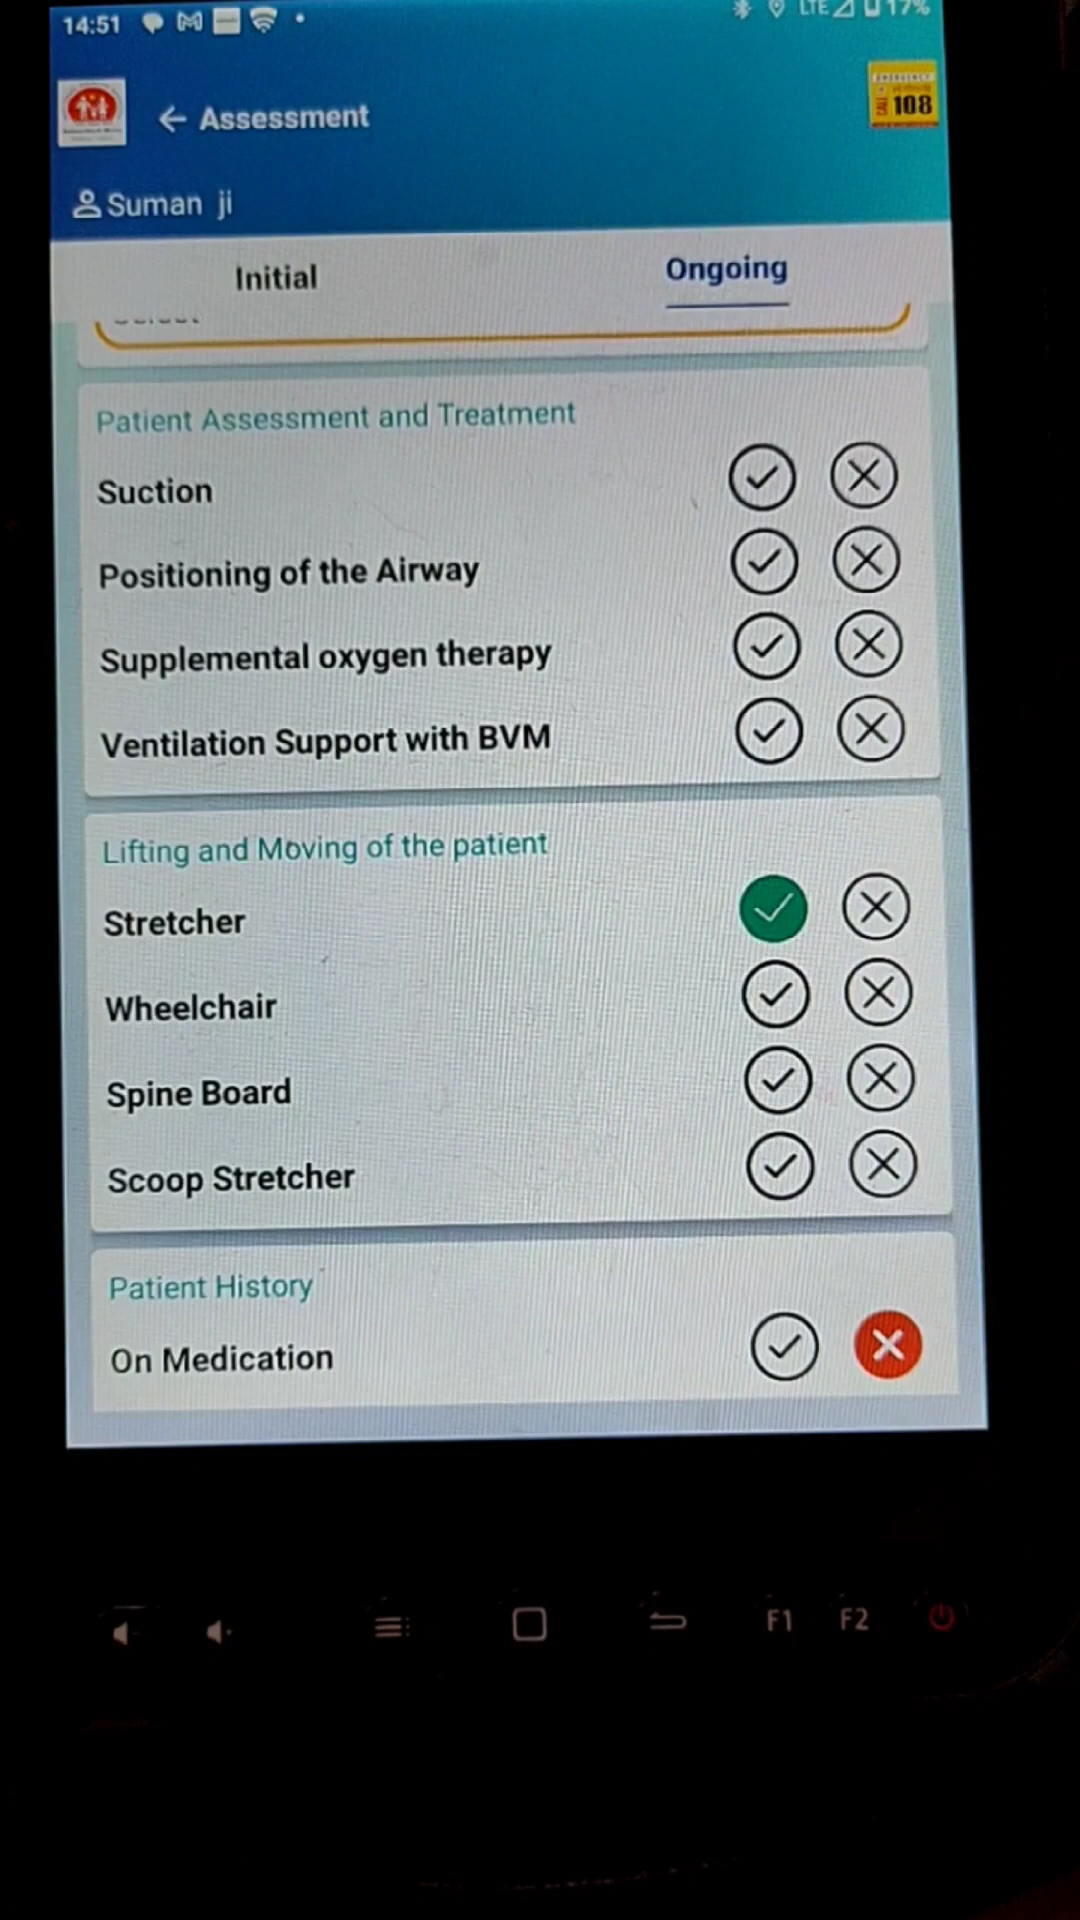 14:51
LTE 17%
Assessment
108
Suman ji
Initial
Ongoing
Patient Assessment and Treatment
Suction
Positioning of the Airway
Supplemental oxygen therapy
Ventilation Support with BVM
Lifting and Moving of the patient
Stretcher
Wheelchair
Spine Board
Scoop Stretcher
Patient History
On Medication
F1 F2